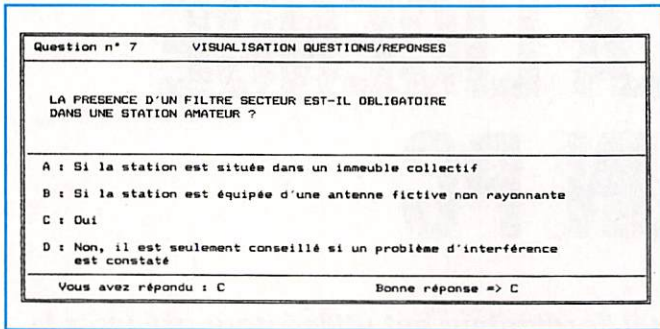 Question n° 7 VISUALISATION QUESTIONS/REPONSES
LA PRESENCE D'UN FILTRE SECTEUR EST-IL OBLIGATOIRE
DANS UNE STATION AMATEUR ?
A : Si la station est située dans un immeuble collectif
B : Si la station est équipée d'une antenne fictive non rayonnante
C : Oui
D : Non, il est seulement conseillé si un problème d'interférence
est constaté
Vous avez répondu : C Bonne réponse => C